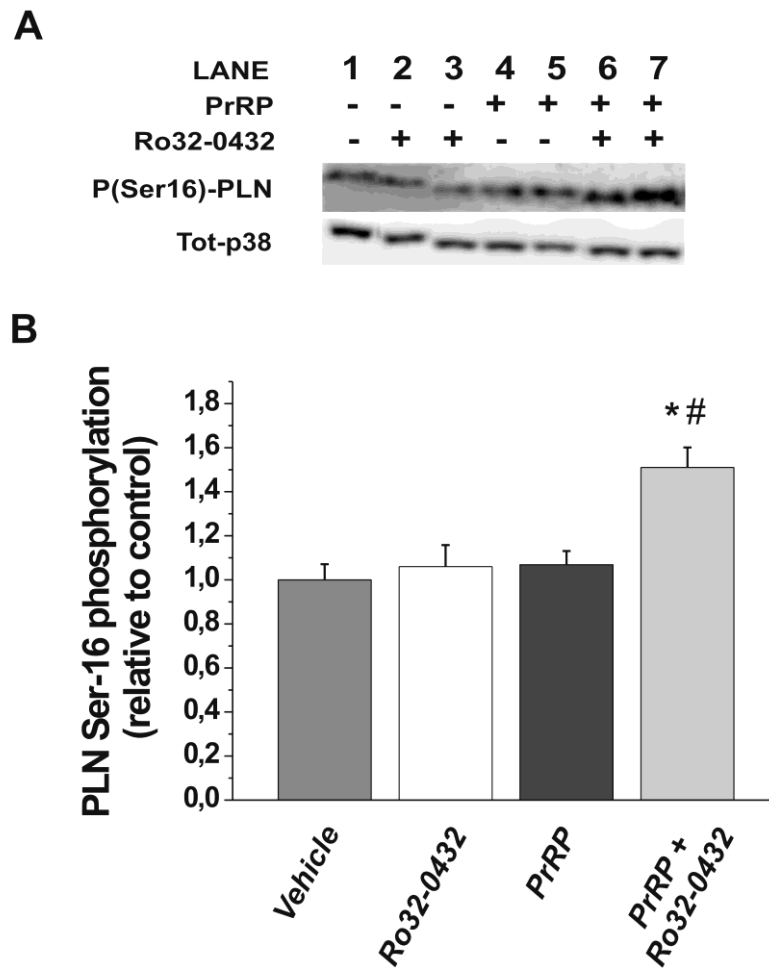 A
LANE 1 2 3 4 5 6 7
PrRP - - - + + + +
Ro32-0432 - + + - - + +
P(Ser16)-PLN
Tot-p38
B
PLN Ser-16 phosphorylation
(relative to control)
1,8
1,6
1,4
1,2
1,0
0,8
0,6
0,4
0,2
0,0
*#
Vehicle
Ro32-0432
PrRP
PrRP +
Ro32-0432